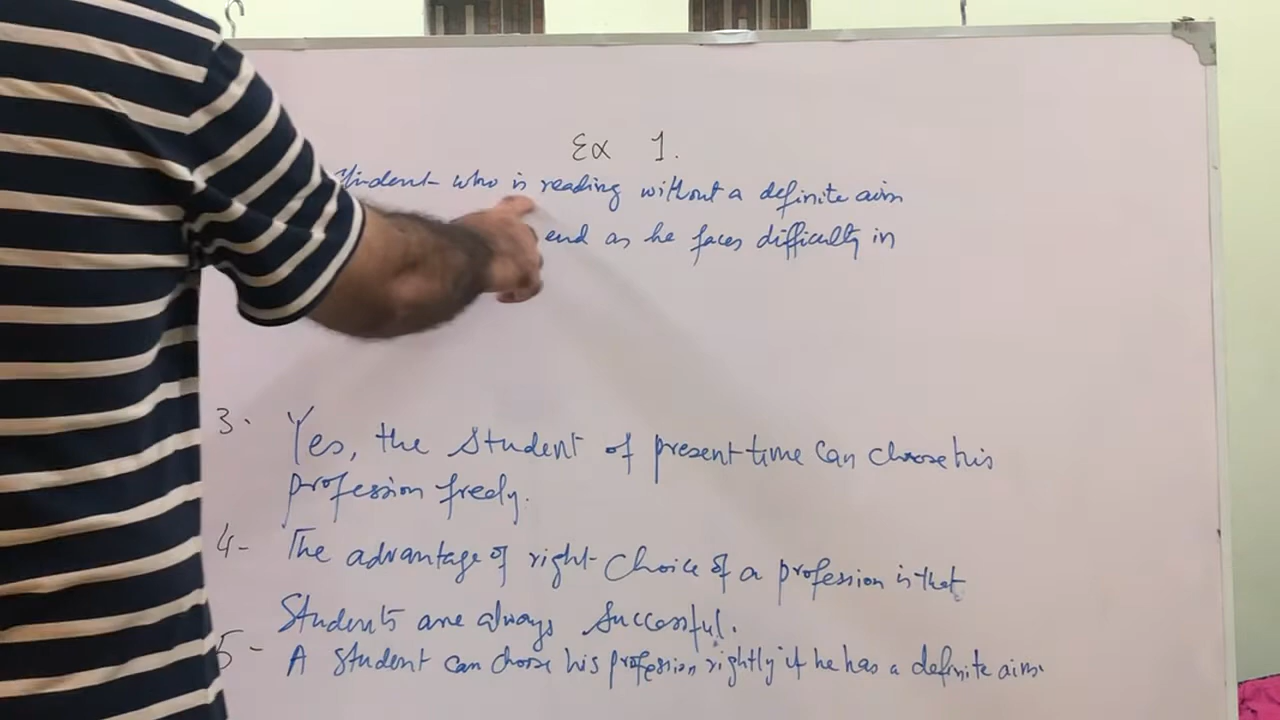 Ex 1.
Student who is reading without a definite aim
end as he faces difficulty in
3. Yes, the student of present time can choose his
profession freely.
4- The advantage of right choice of a profession is that
Students are always successful.
5- A student can choose his profession rightly if he has a definite aim.